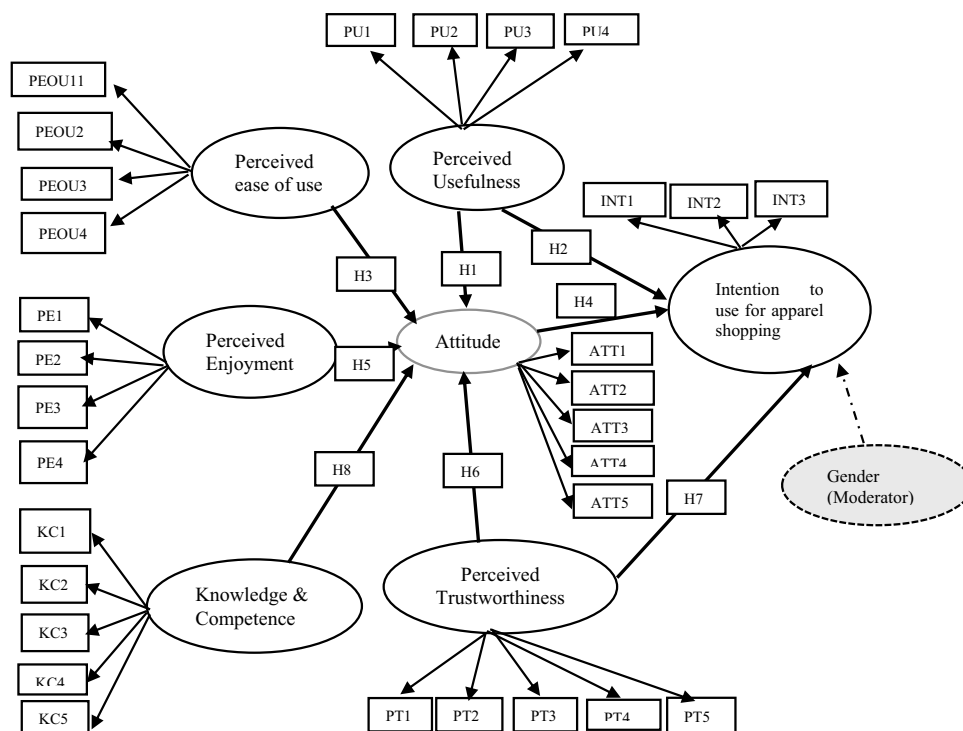 PU1
PU2
PU3
PU4
PEOU11
PEOU2
PEOU3
PEOU4
Perceived
ease of use
Perceived
Usefulness
INT1
INT2
INT3
H3
H1
H2
H4
Intention to
use for apparel
shopping
PE1
PE2
PE3
PE4
Perceived
Enjoyment
H5
Attitude
ATT1
ATT2
ATT3
ATT4
ATT5
H8
H6
H7
Gender
(Moderator)
KC1
KC2
KC3
KC4
KC5
Knowledge &
Competence
Perceived
Trustworthiness
PT1
PT2
PT3
PT4
PT5